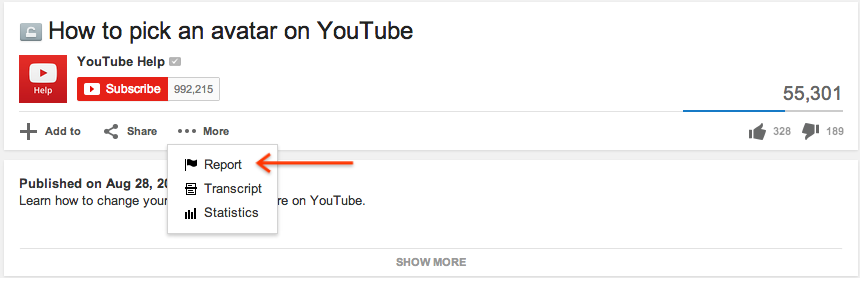 How to pick an avatar on YouTube
YouTube Help
Help
Subscribe 992,215
55,301
Add to Share More 328 189
Report
Transcript
Statistics
Published on Aug 28, 20
Learn how to change your re on YouTube.
SHOW MORE